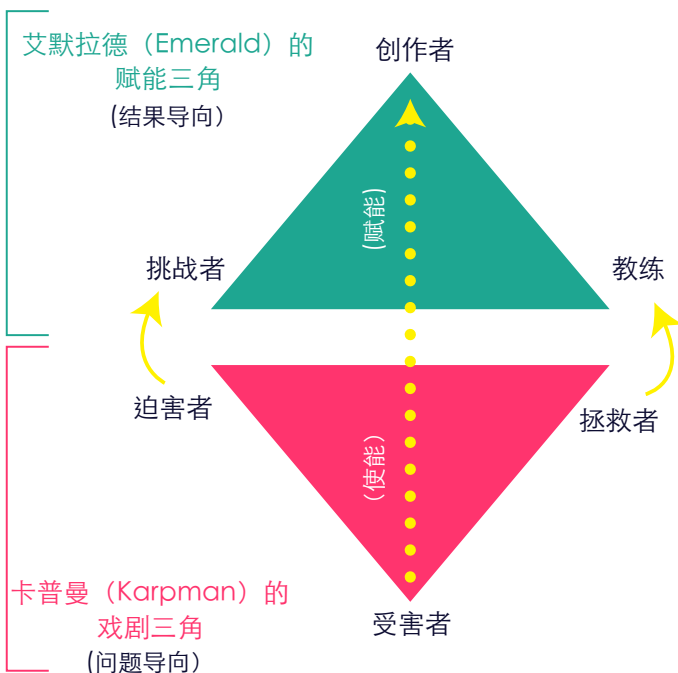 艾默拉德（Emerald）的
赋能三角
(结果导向）
创作者
(赋能)
挑战者
教练
迫害者
拯救者
(使能）
卡普曼（Karpman）的
戏剧三角
(问题导向）
受害者